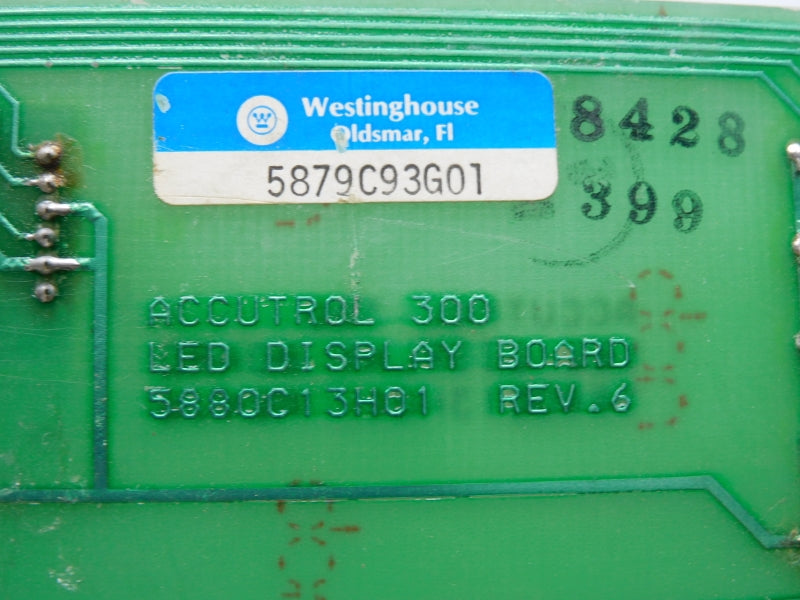 Westinghouse
Oldsmar, Fl
5879C93G01
8428
399
ACCUTROL 300
LED DISPLAY BOARD
5880C13H01 REV.6